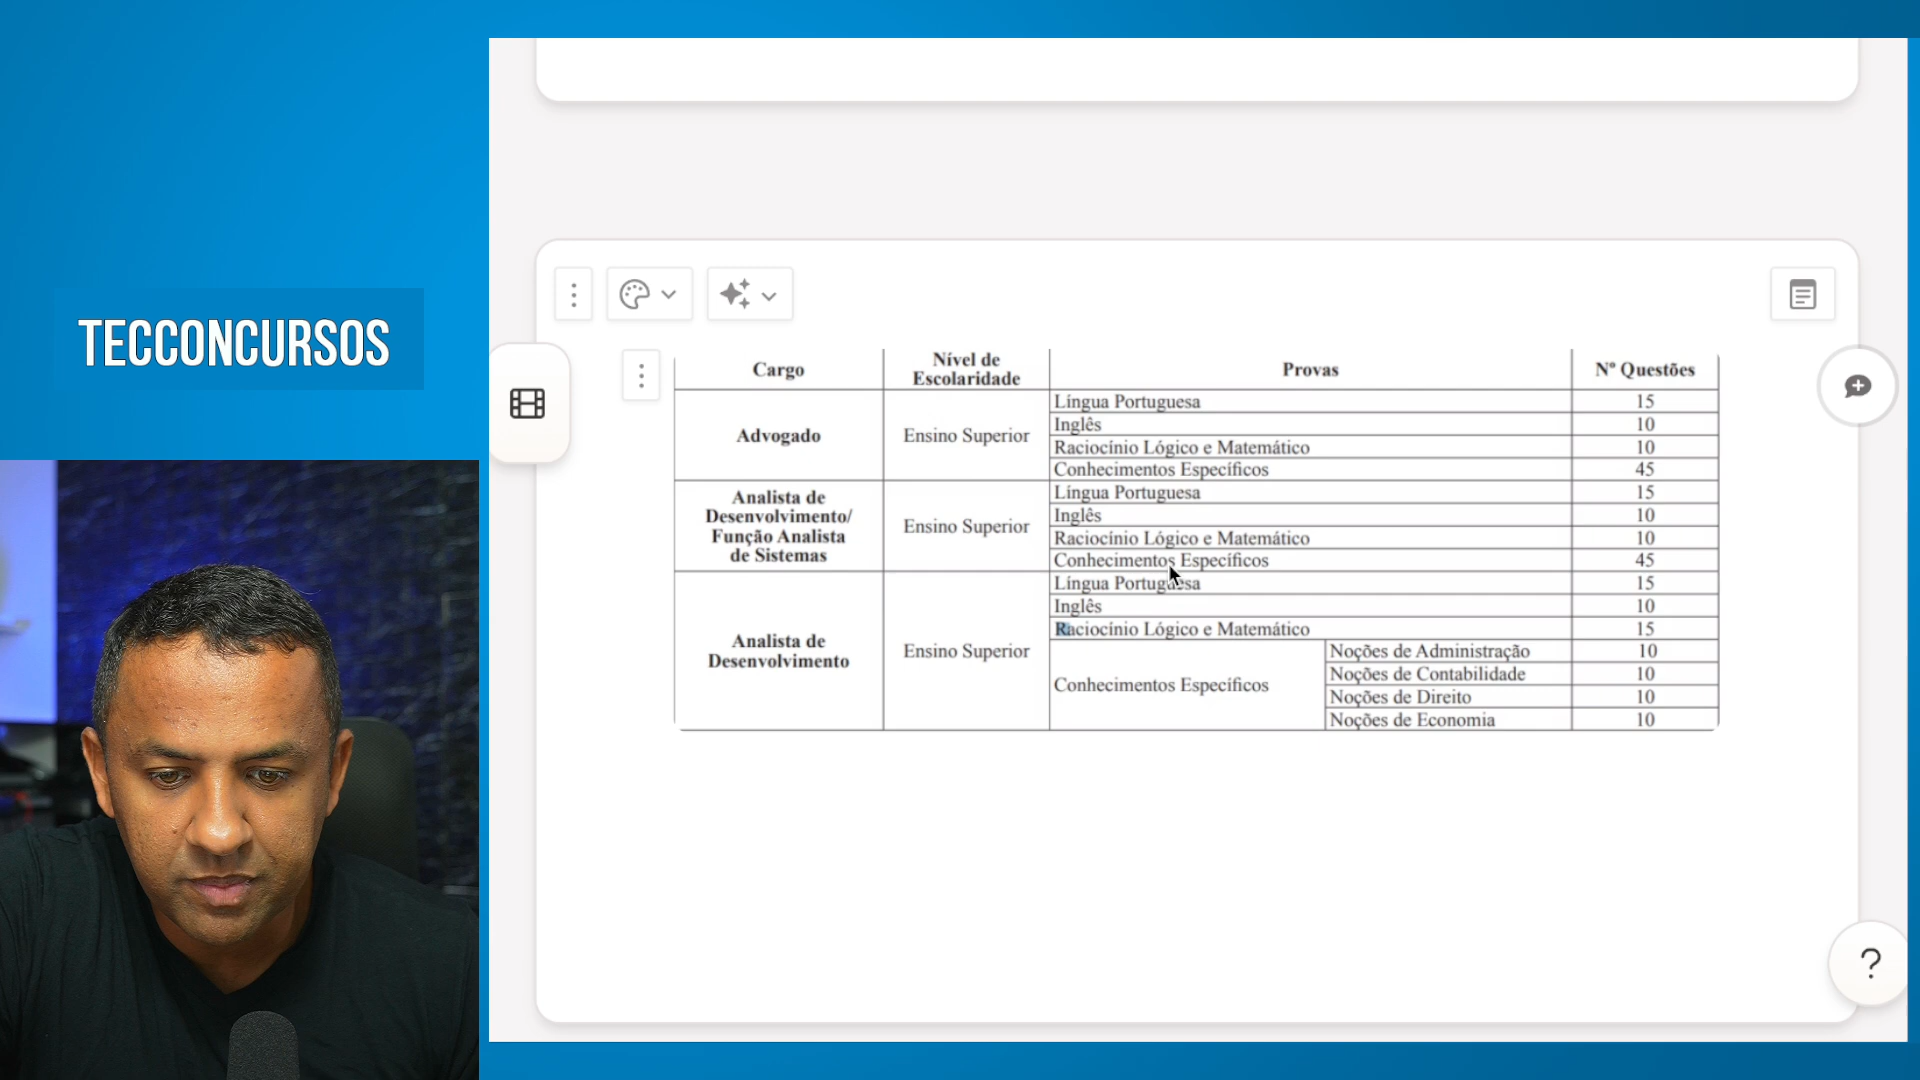 TECCONCURSOS
Cargo
Nível de
Escolaridade
Provas
Nº Questões
Advogado
Ensino Superior
Língua Portuguesa 15
Inglês 10
Raciocínio Lógico e Matemático 10
Conhecimentos Específicos 45
Analista de
Desenvolvimento/
Função Analista
de Sistemas
Ensino Superior
Língua Portuguesa 15
Inglês 10
Raciocínio Lógico e Matemático 10
Conhecimentos Específicos 45
Analista de
Desenvolvimento
Ensino Superior
Língua Portuguesa 15
Inglês 10
Raciocínio Lógico e Matemático 15
Conhecimentos Específicos
Noções de Administração 10
Noções de Contabilidade 10
Noções de Direito 10
Noções de Economia 10
?